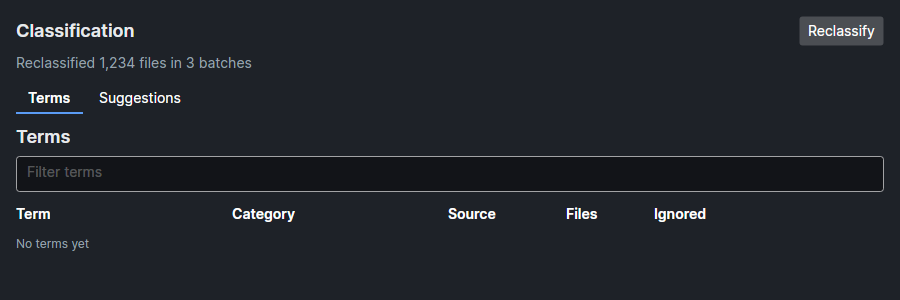 Classification
Reclassify
Reclassified 1,234 files in 3 batches
Terms Suggestions
Terms
Filter terms
Term Category Source Files Ignored
No terms yet